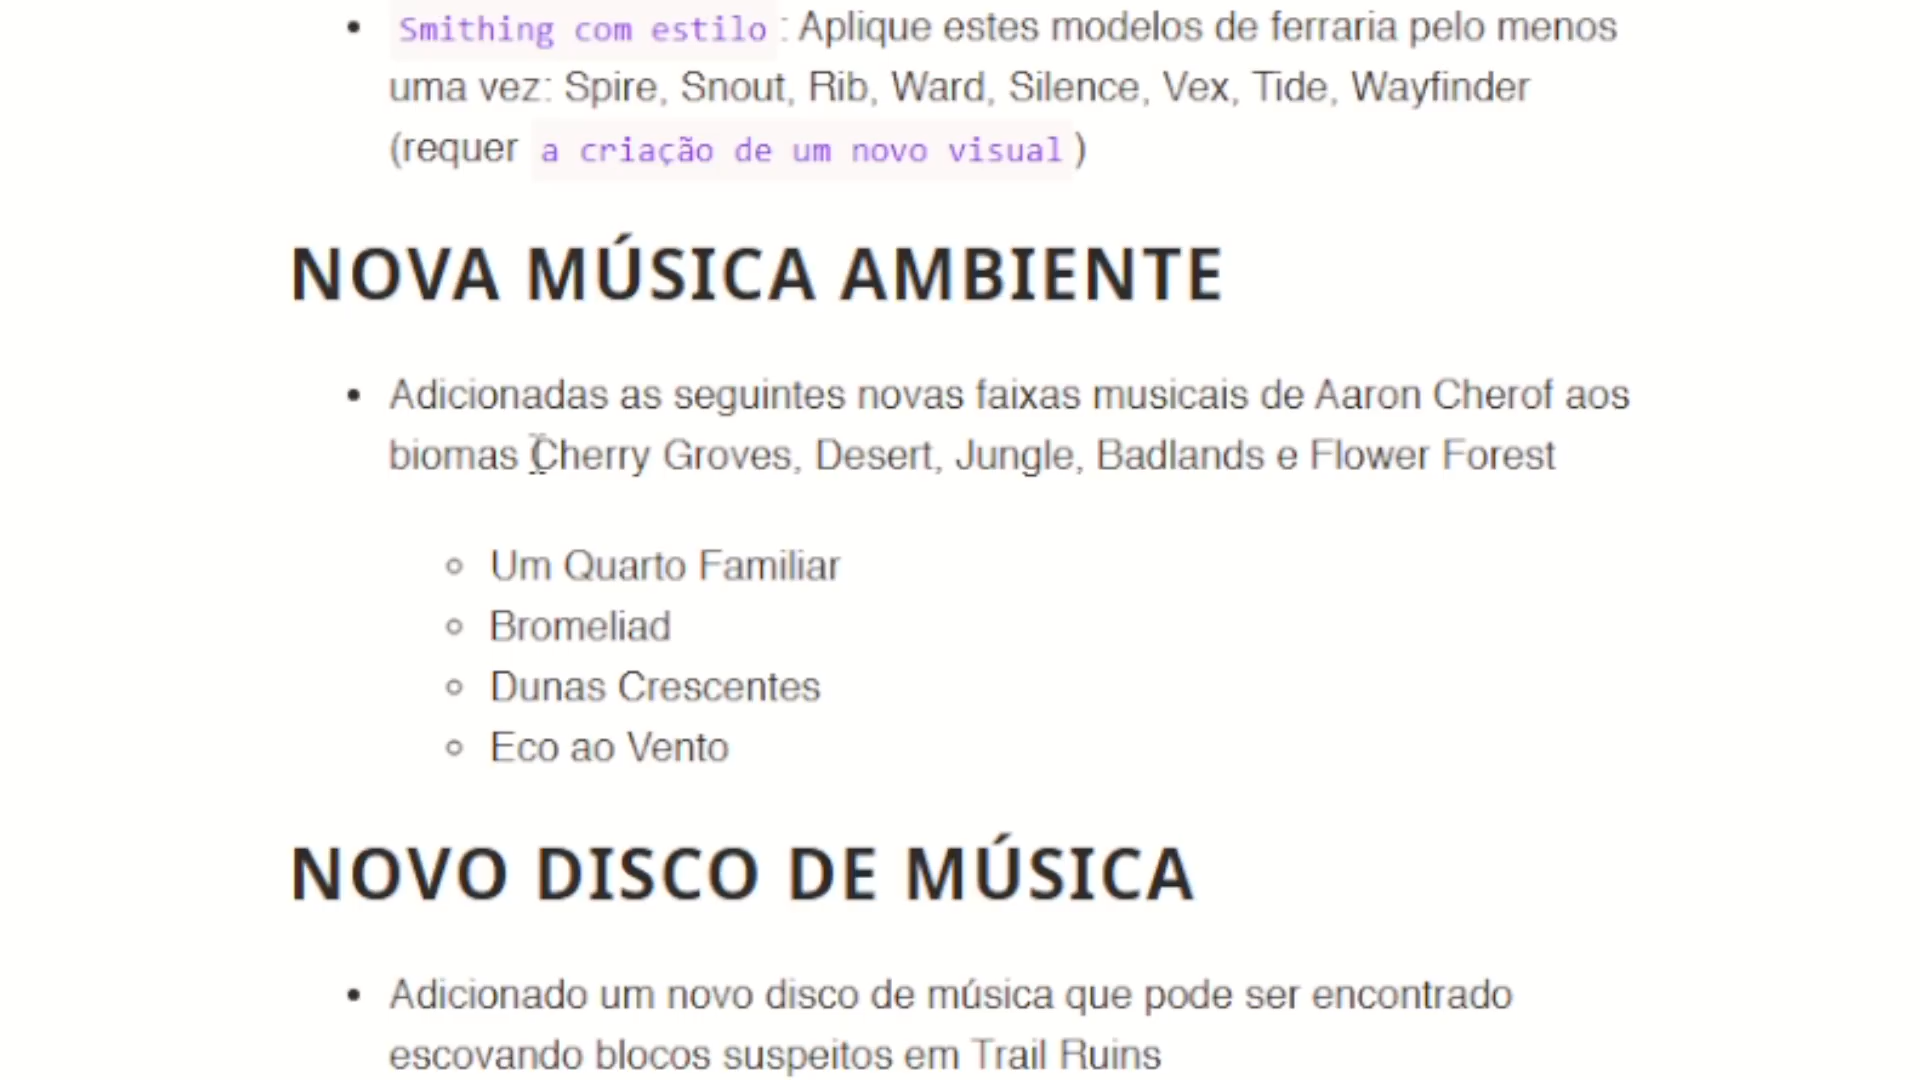 Smithing com estilo : Aplique estes modelos de ferraria pelo menos
uma vez: Spire, Snout, Rib, Ward, Silence, Vex, Tide, Wayfinder
(requer a criação de um novo visual )
NOVA MÚSICA AMBIENTE
Adicionadas as seguintes novas faixas musicais de Aaron Cherof aos
biomas Cherry Groves, Desert, Jungle, Badlands e Flower Forest
Um Quarto Familiar
Bromeliad
Dunas Crescentes
Eco ao Vento
NOVO DISCO DE MÚSICA
Adicionado um novo disco de música que pode ser encontrado
escovando blocos suspeitos em Trail Ruins